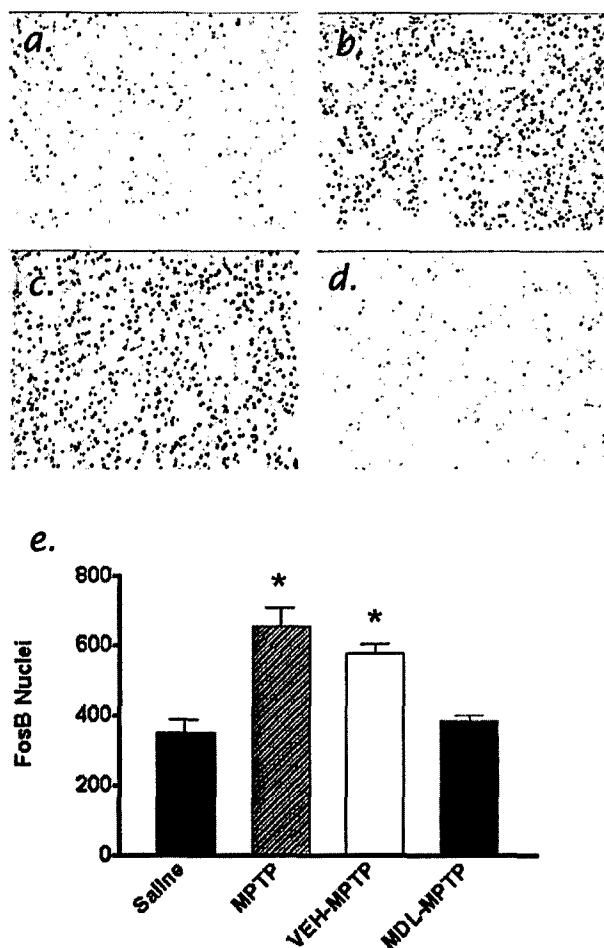 a.
b.
c.
d.
e.
800
600
400
200
0
FosB Nuclei
*
*
Saline
MPTP
VEH-MPTP
MDL-MPTP